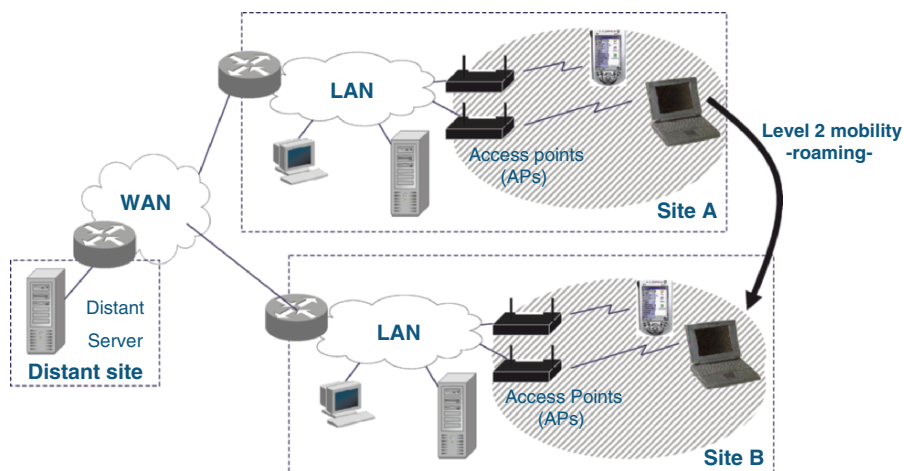 LAN
Access points
(APs)
Site A
Level 2 mobility
-roaming-
WAN
Distant
Server
Distant site
LAN
Access Points
(APs)
Site B